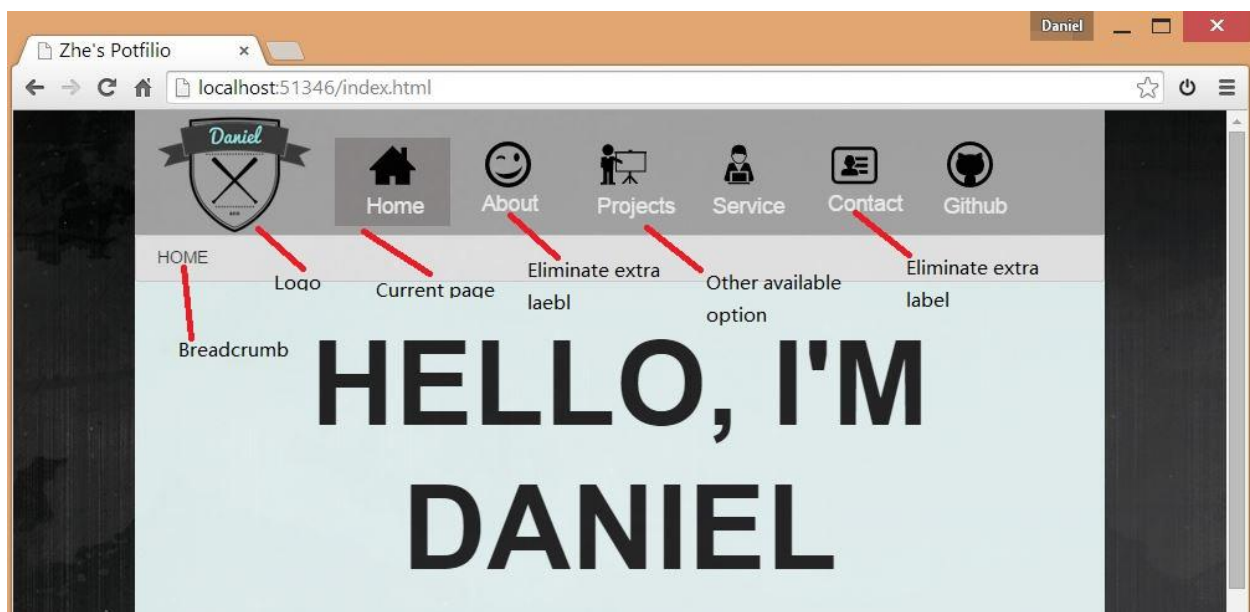 Daniel
Zhe's Potfilio
localhost:51346/index.html
Daniel
Home
About
Projects
Service
Contact
Github
HOME
Logo
Current page
Eliminate extra
laebl
Other available
option
Eliminate extra
label
Breadcrumb
HELLO, I'M
DANIEL